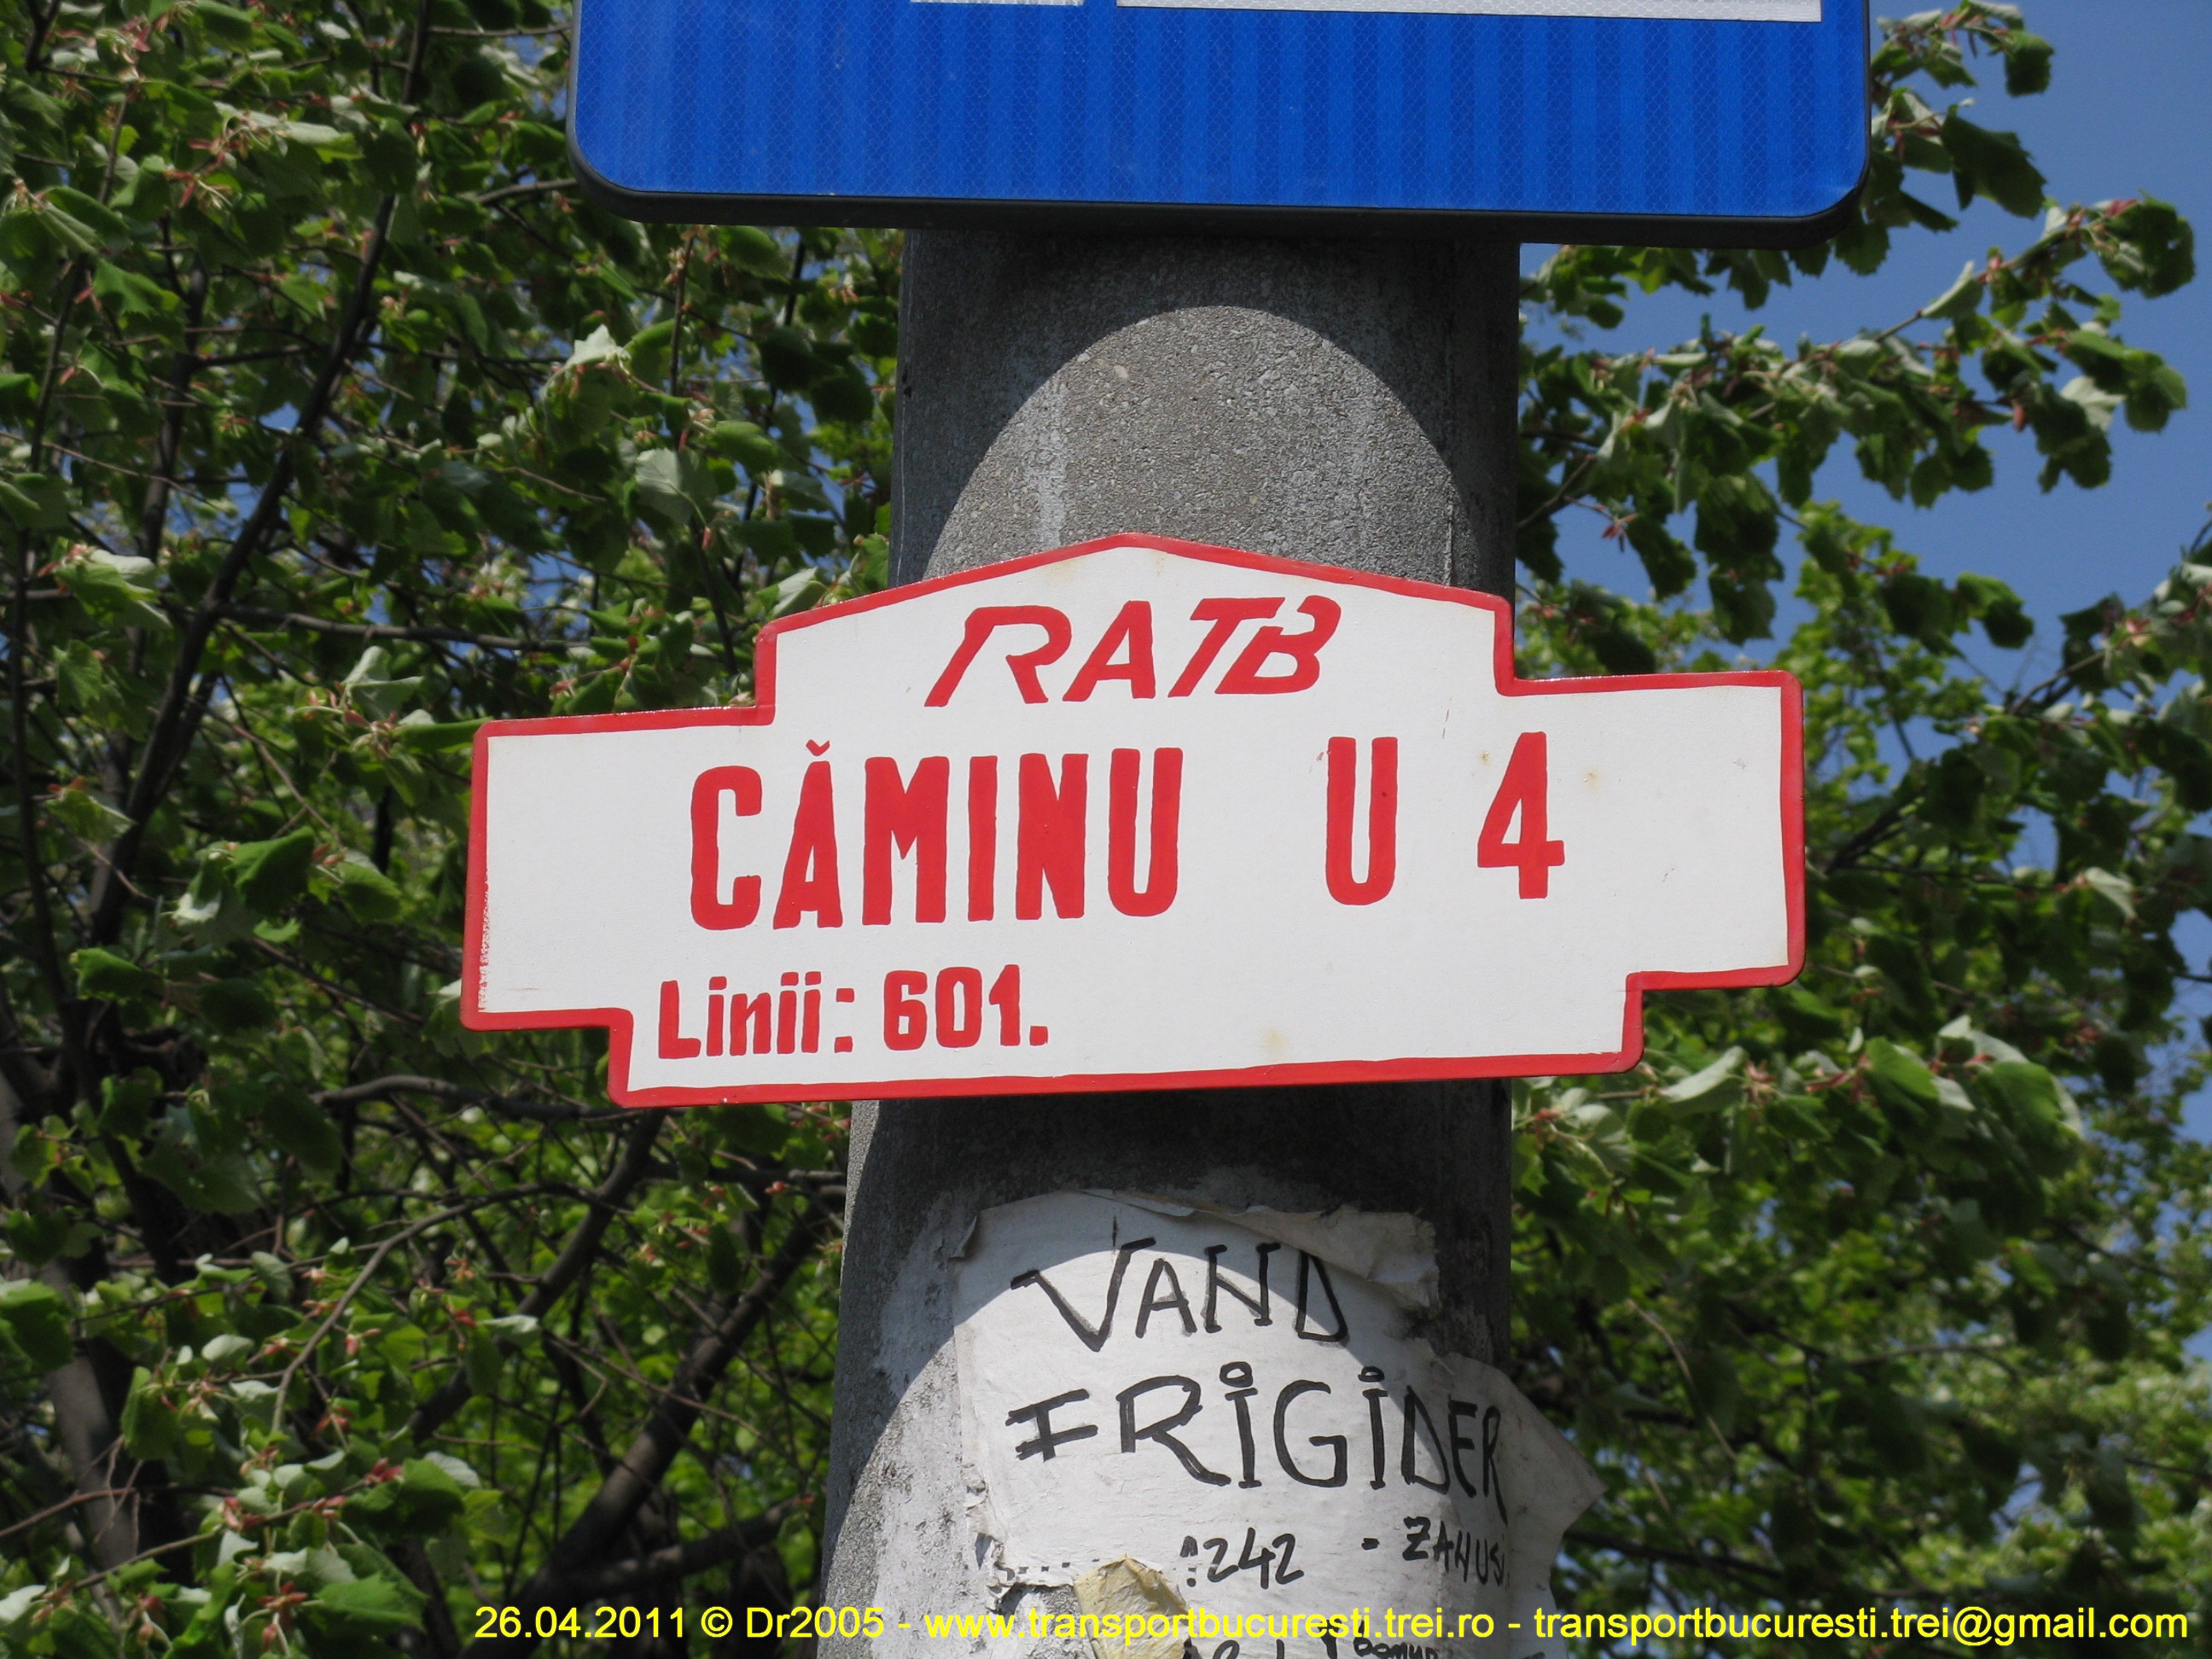 RATB
CĂMINU U 4
Linii: 601.
VAND
FRIGIDER
242 -
26.04.2011 © Dr2005 - www.transportbucuresti.trei.ro - transportbucuresti.trei@gmail.com